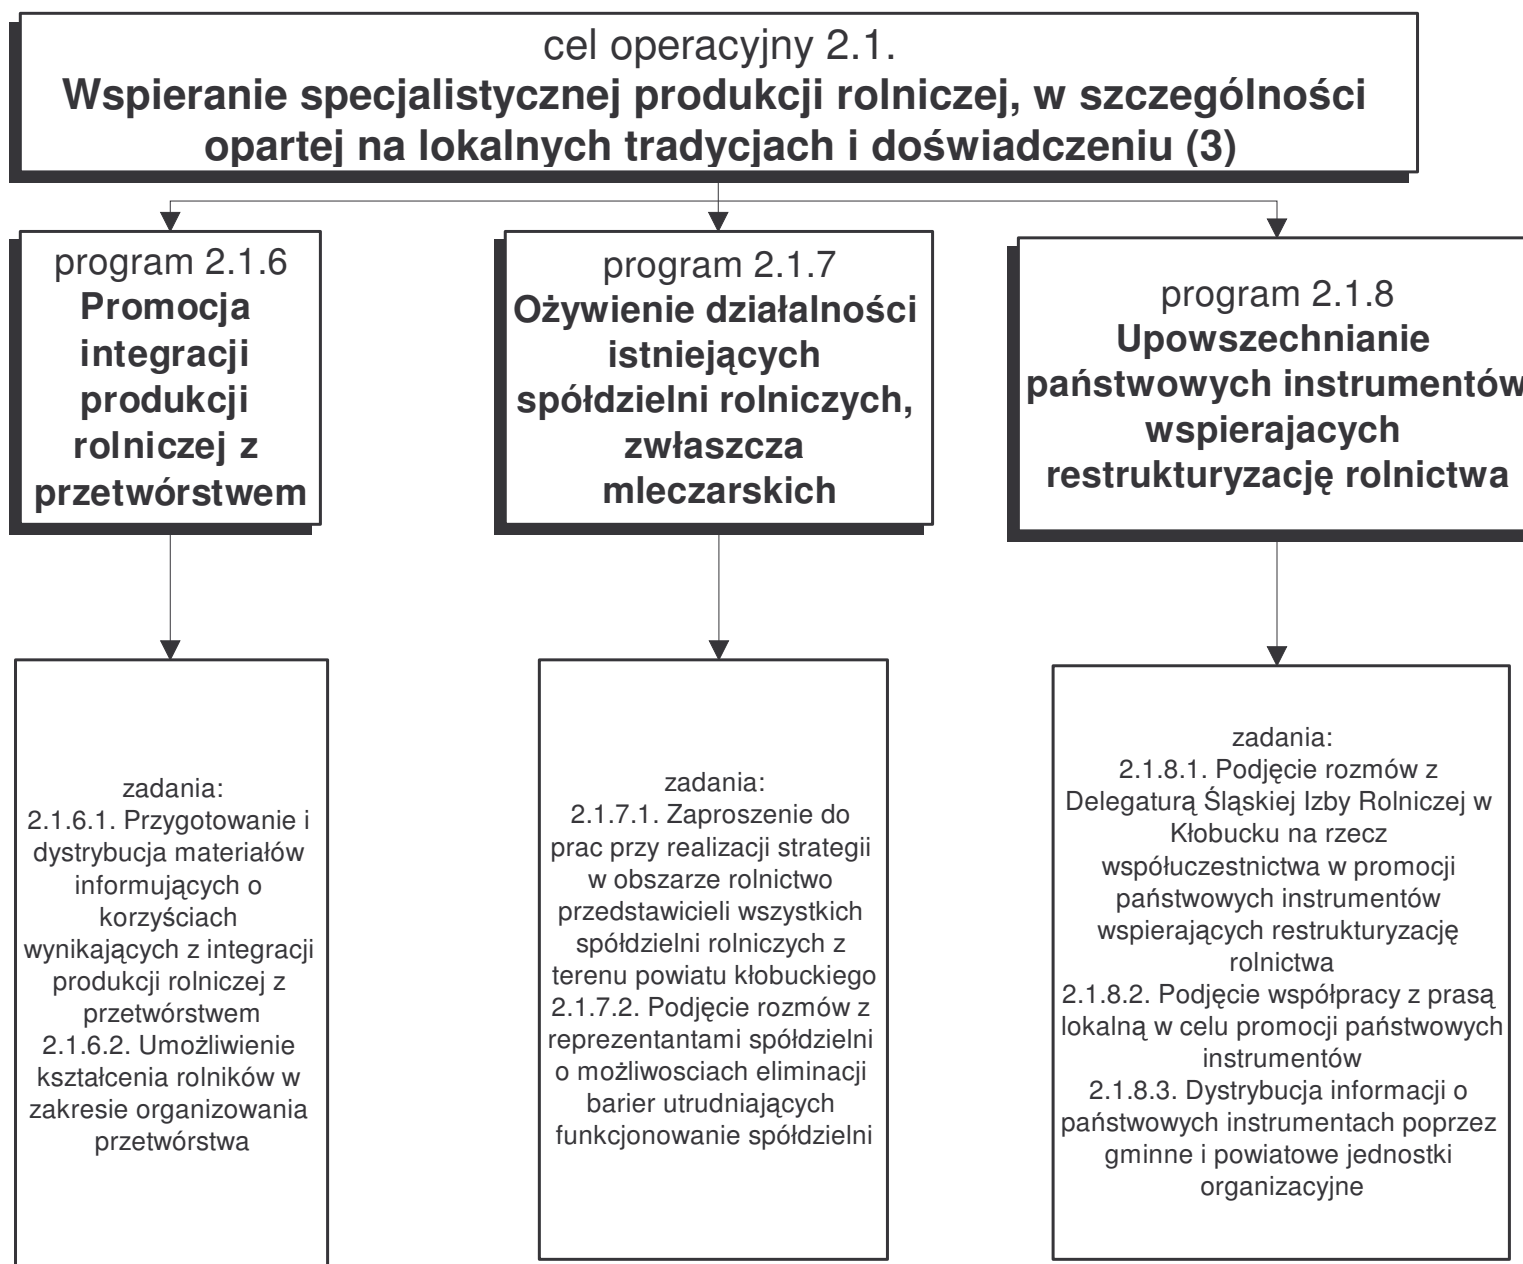 cel operacyjny 2.1.
Wspieranie specjalistycznej produkcji rolniczej, w szczególności
opartej na lokalnych tradycjach i doświadczeniu (3)
program 2.1.6
Promocja
integracji
produkcji
rolniczej z
przetwórstwem
program 2.1.7
Ożywienie działalności
istniejących
spółdzielni rolniczych,
zwłaszcza
mleczarskich
program 2.1.8
Upowszechnianie
państwowych instrumentów
wspierajacych
restrukturyzację rolnictwa
zadania:
2.1.6.1. Przygotowanie i
dystrybucja materiałów
informujących o
korzyściach
wynikających z integracji
produkcji rolniczej z
przetwórstwem
2.1.6.2. Umożliwienie
kształcenia rolników w
zakresie organizowania
przetwórstwa
zadania:
2.1.7.1. Zaproszenie do
prac przy realizacji strategii
w obszarze rolnictwo
przedstawicieli wszystkich
spółdzielni rolniczych z
terenu powiatu kłobuckiego
2.1.7.2. Podjęcie rozmów z
reprezentantami spółdzielni
o możliwosciach eliminacji
barier utrudniających
funkcjonowanie spółdzielni
zadania:
2.1.8.1. Podjęcie rozmów z
Delegaturą Śląskiej Izby Rolniczej w
Kłobucku na rzecz
współuczestnictwa w promocji
państwowych instrumentów
wspierających restrukturyzację
rolnictwa
2.1.8.2. Podjęcie współpracy z prasą
lokalną w celu promocji państwowych
instrumentów
2.1.8.3. Dystrybucja informacji o
państwowych instrumentach poprzez
gminne i powiatowe jednostki
organizacyjne